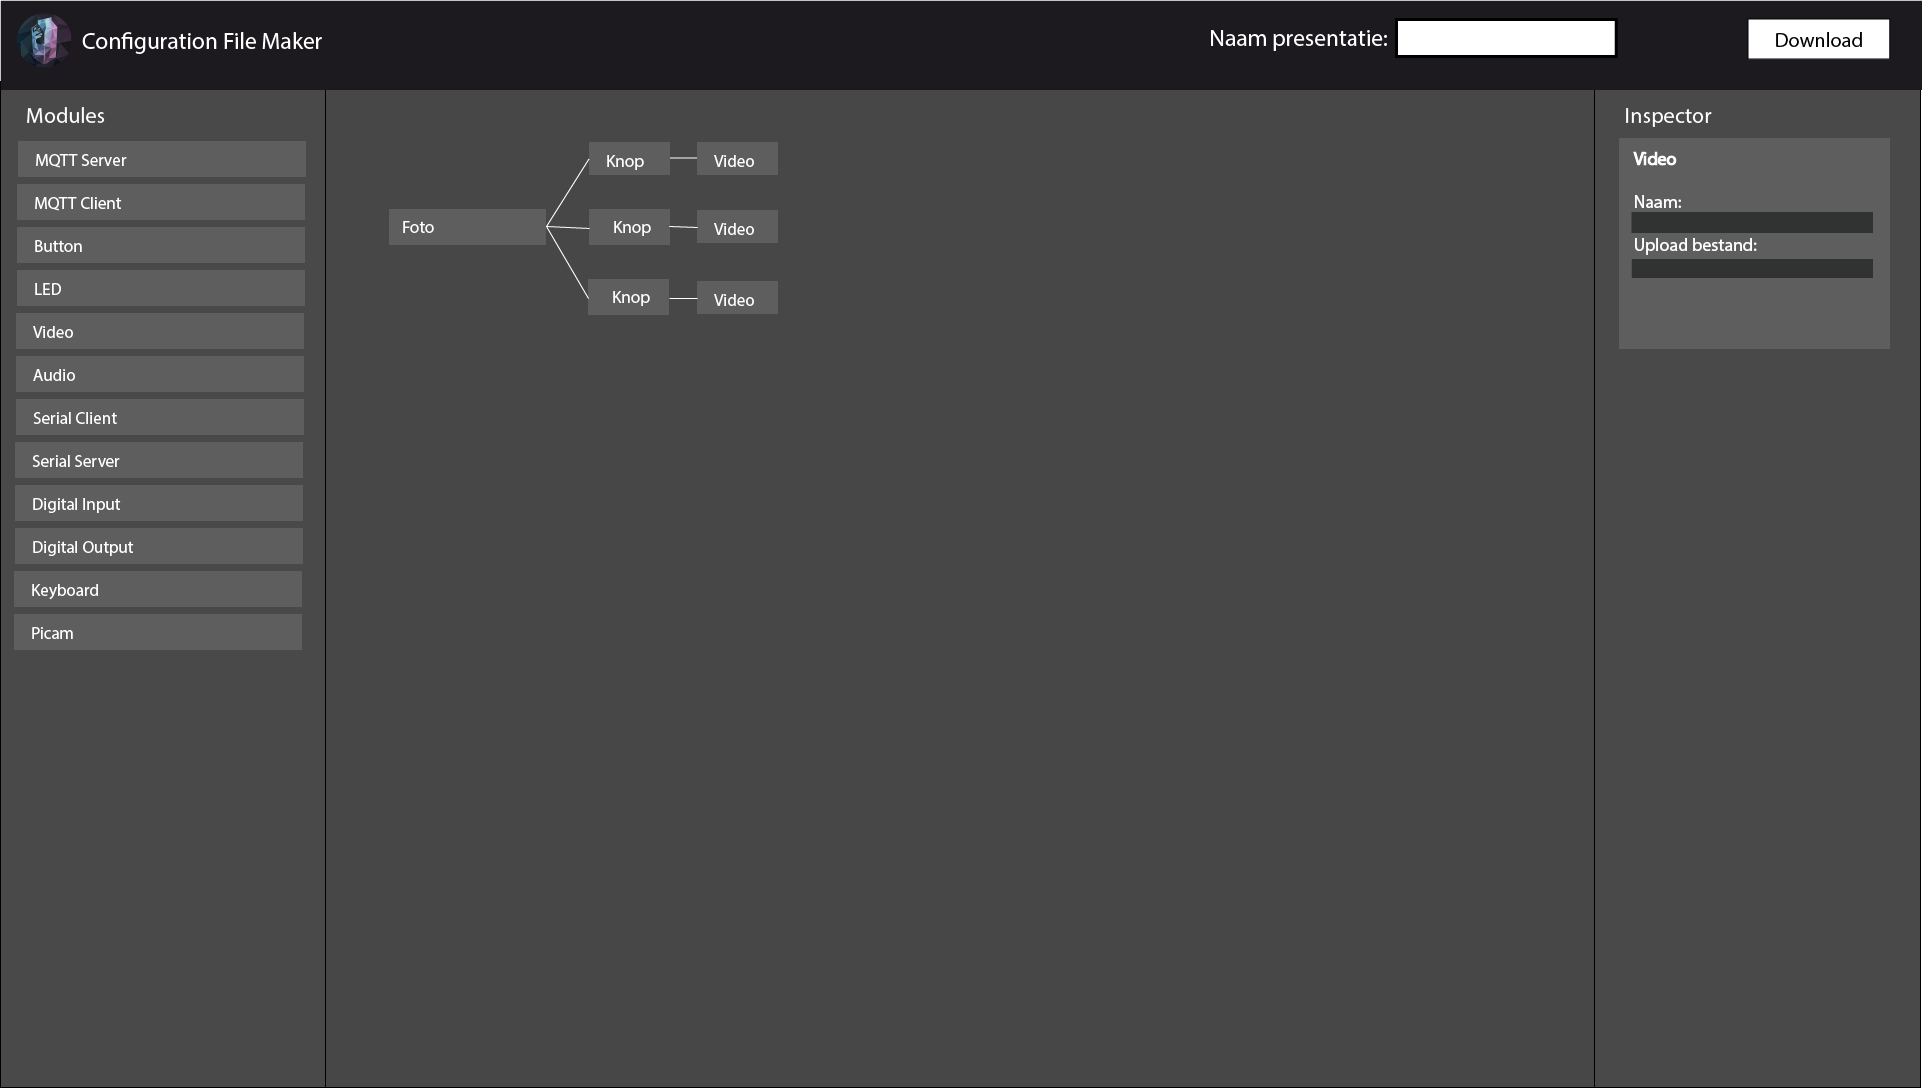 Configuration File Maker
Naam presentatie:
Download
Modules
MQTT Server
MQTT Client
Button
LED
Video
Audio
Serial Client
Serial Server
Digital Input
Digital Output
Keyboard
Picam
Foto
Knop
Video
Knop
Video
Knop
Video
Inspector
Video
Naam:
Upload bestand: